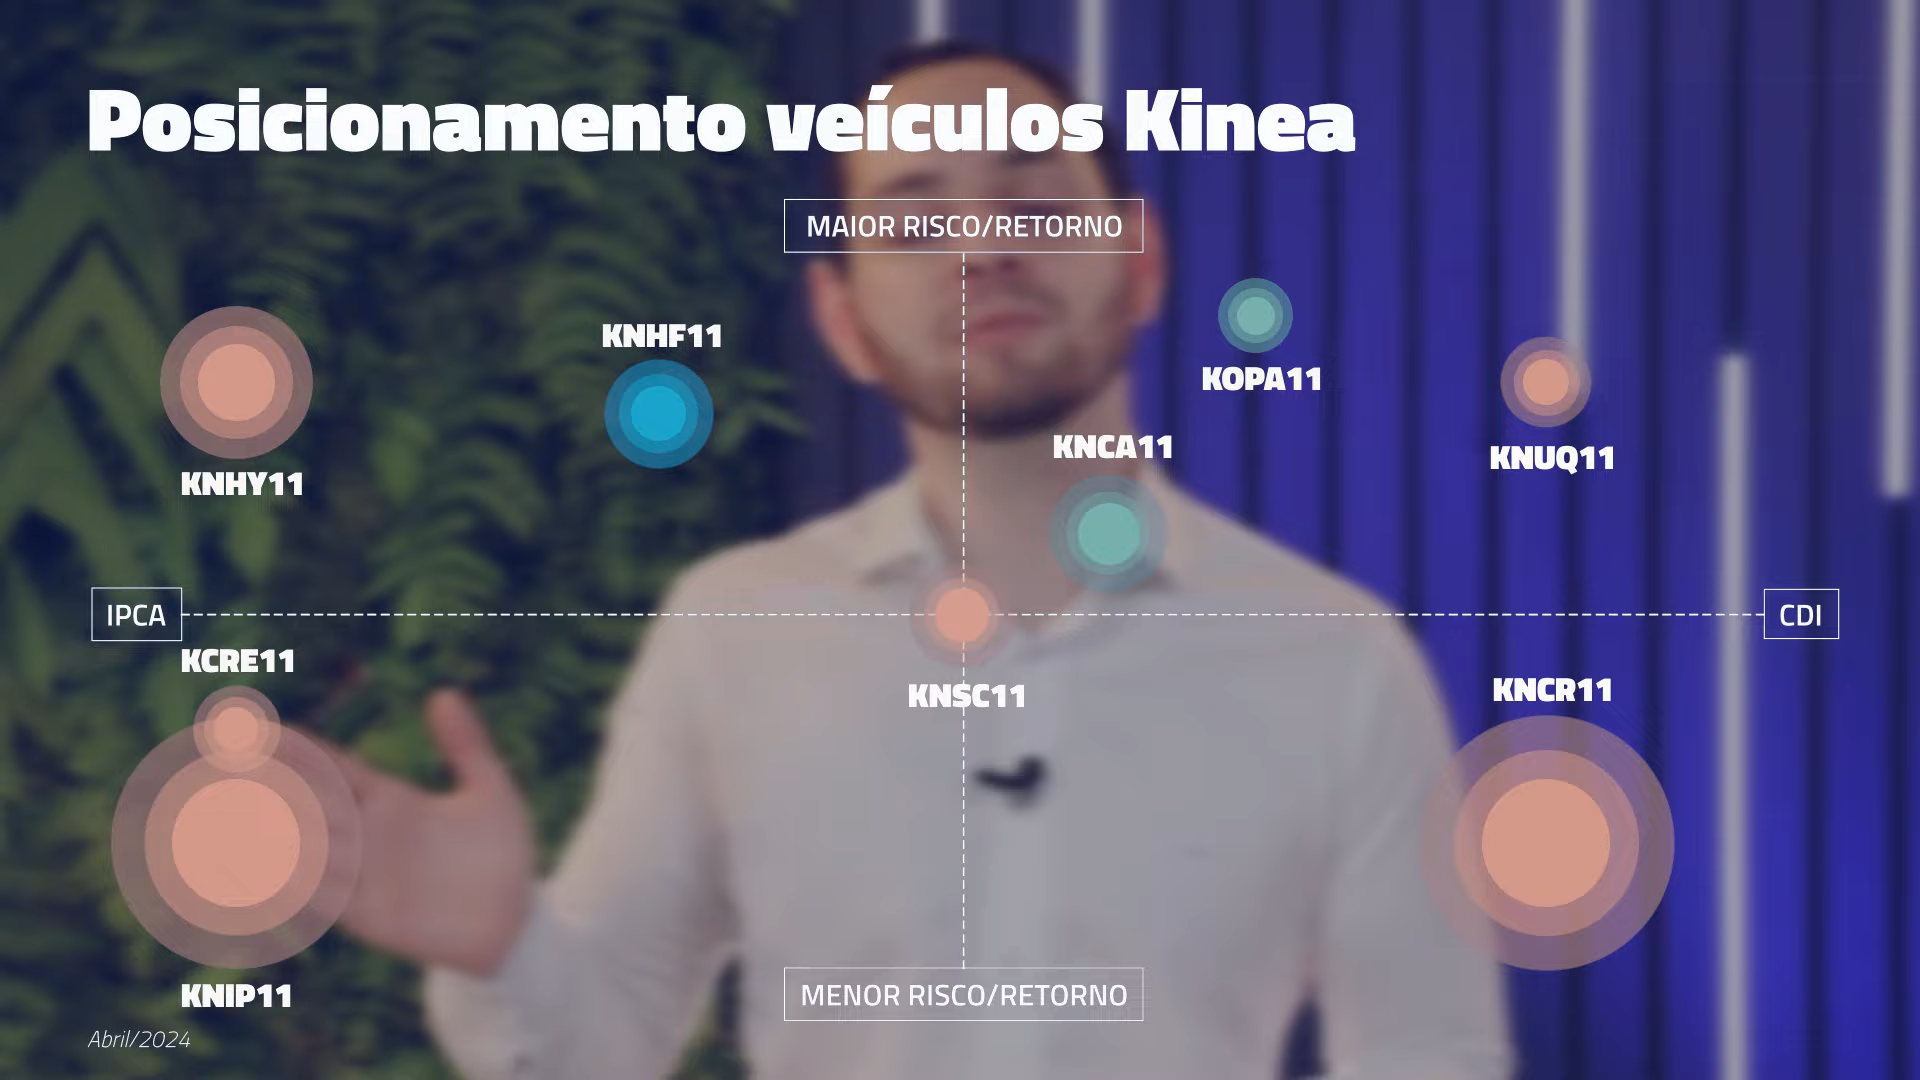 Posicionamento veículos Kinea
MAIOR RISCO/RETORNO
KNHF11
KOPA11
KNCA11
KNUQ11
KNHY11
IPCA
CDI
KCRE11
KNSC11
KNCR11
KNIP11
MENOR RISCO/RETORNO
Abril/2024